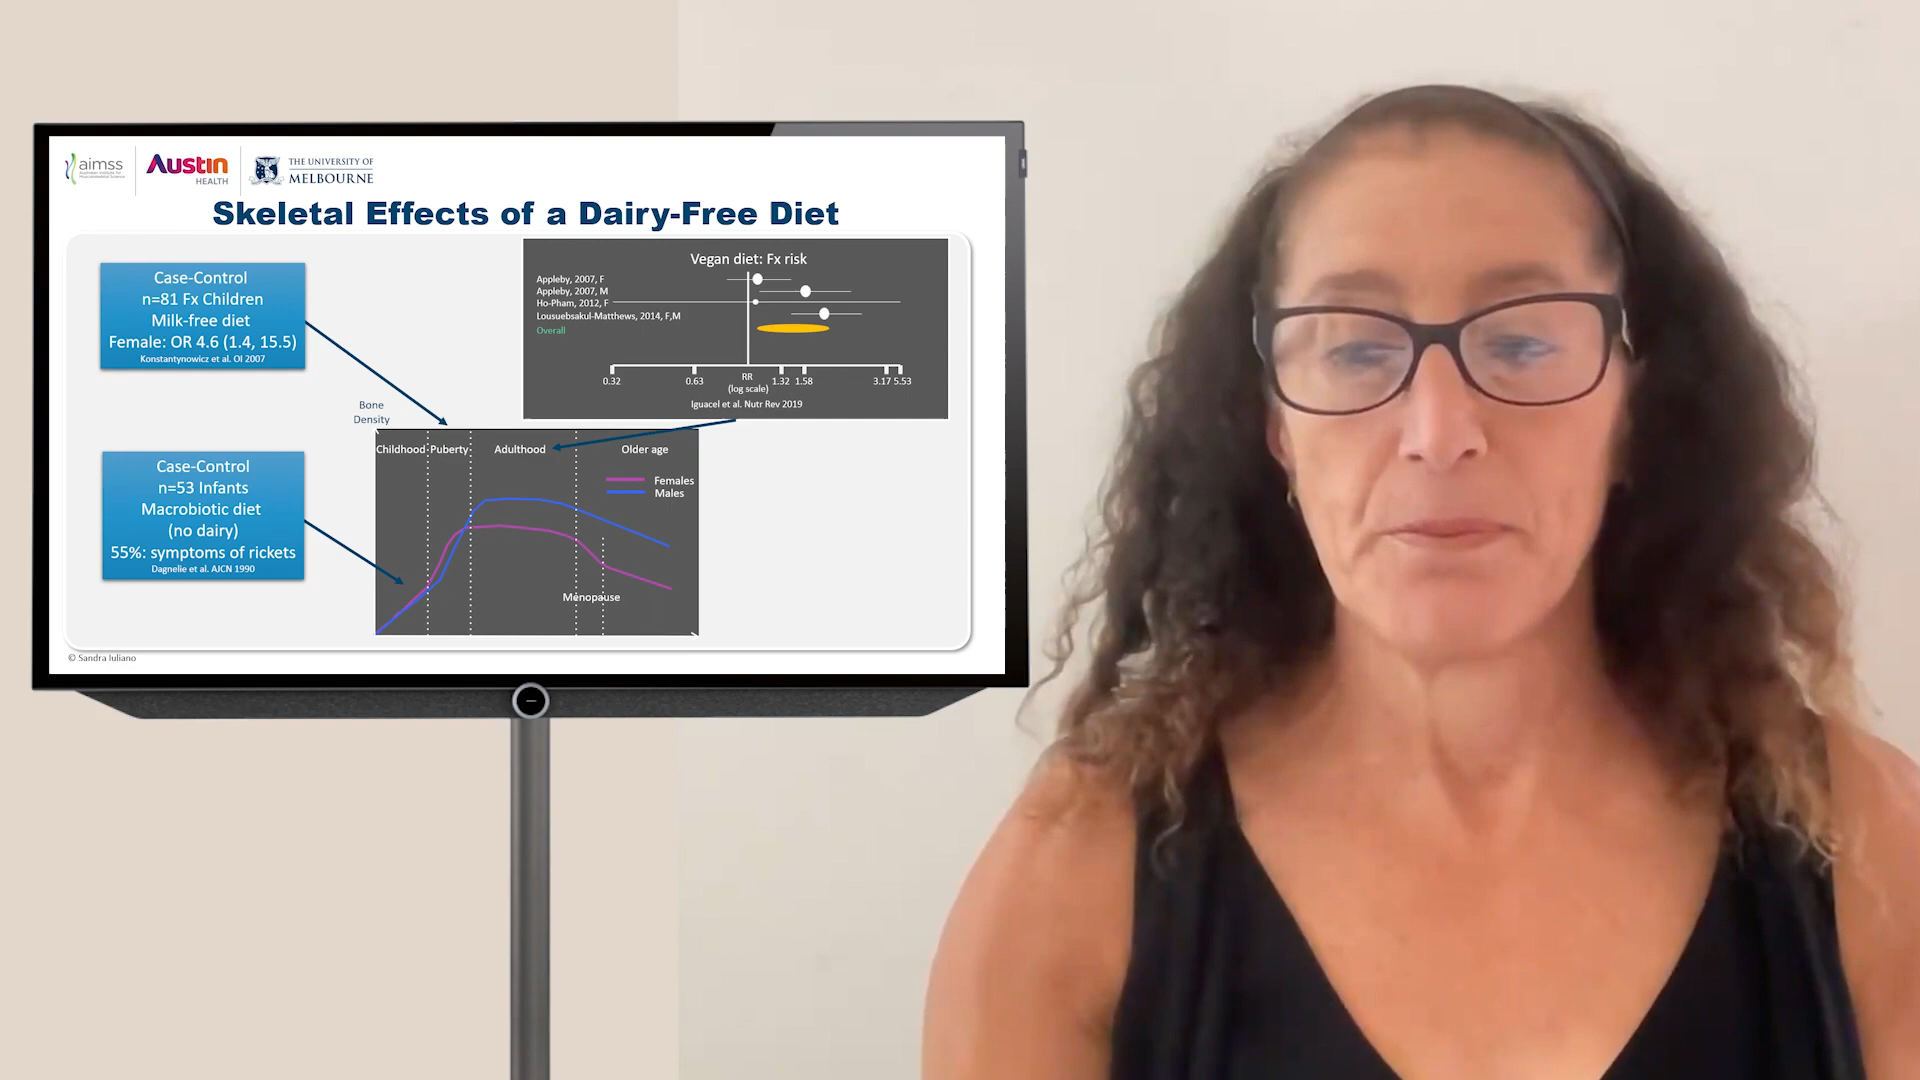 aimss
Austin
HEALTH
THE UNIVERSITY OF
MELBOURNE
Skeletal Effects of a Dairy-Free Diet
Case-Control
n=81 Fx Children
Milk-free diet
Female: OR 4.6 (1.4, 15.5)
Konstantynowicz et al. OI 2007
Vegan diet: Fx risk
Appleby, 2007, F
Appleby, 2007, M
Ho-Pham, 2012, F
Lousuebsakul-Matthews, 2014, F,M
Overall
0.32 0.63 RR 1.32 1.58 3.17 5.53
(log scale)
Iguacel et al. Nutr Rev 2019
Bone
Density
Childhood Puberty Adulthood Older age
Females
Males
Menopause
Case-Control
n=53 Infants
Macrobiotic diet
(no dairy)
55%: symptoms of rickets
Dagnelie et al. AJCN 1990
© Sandra Iuliano